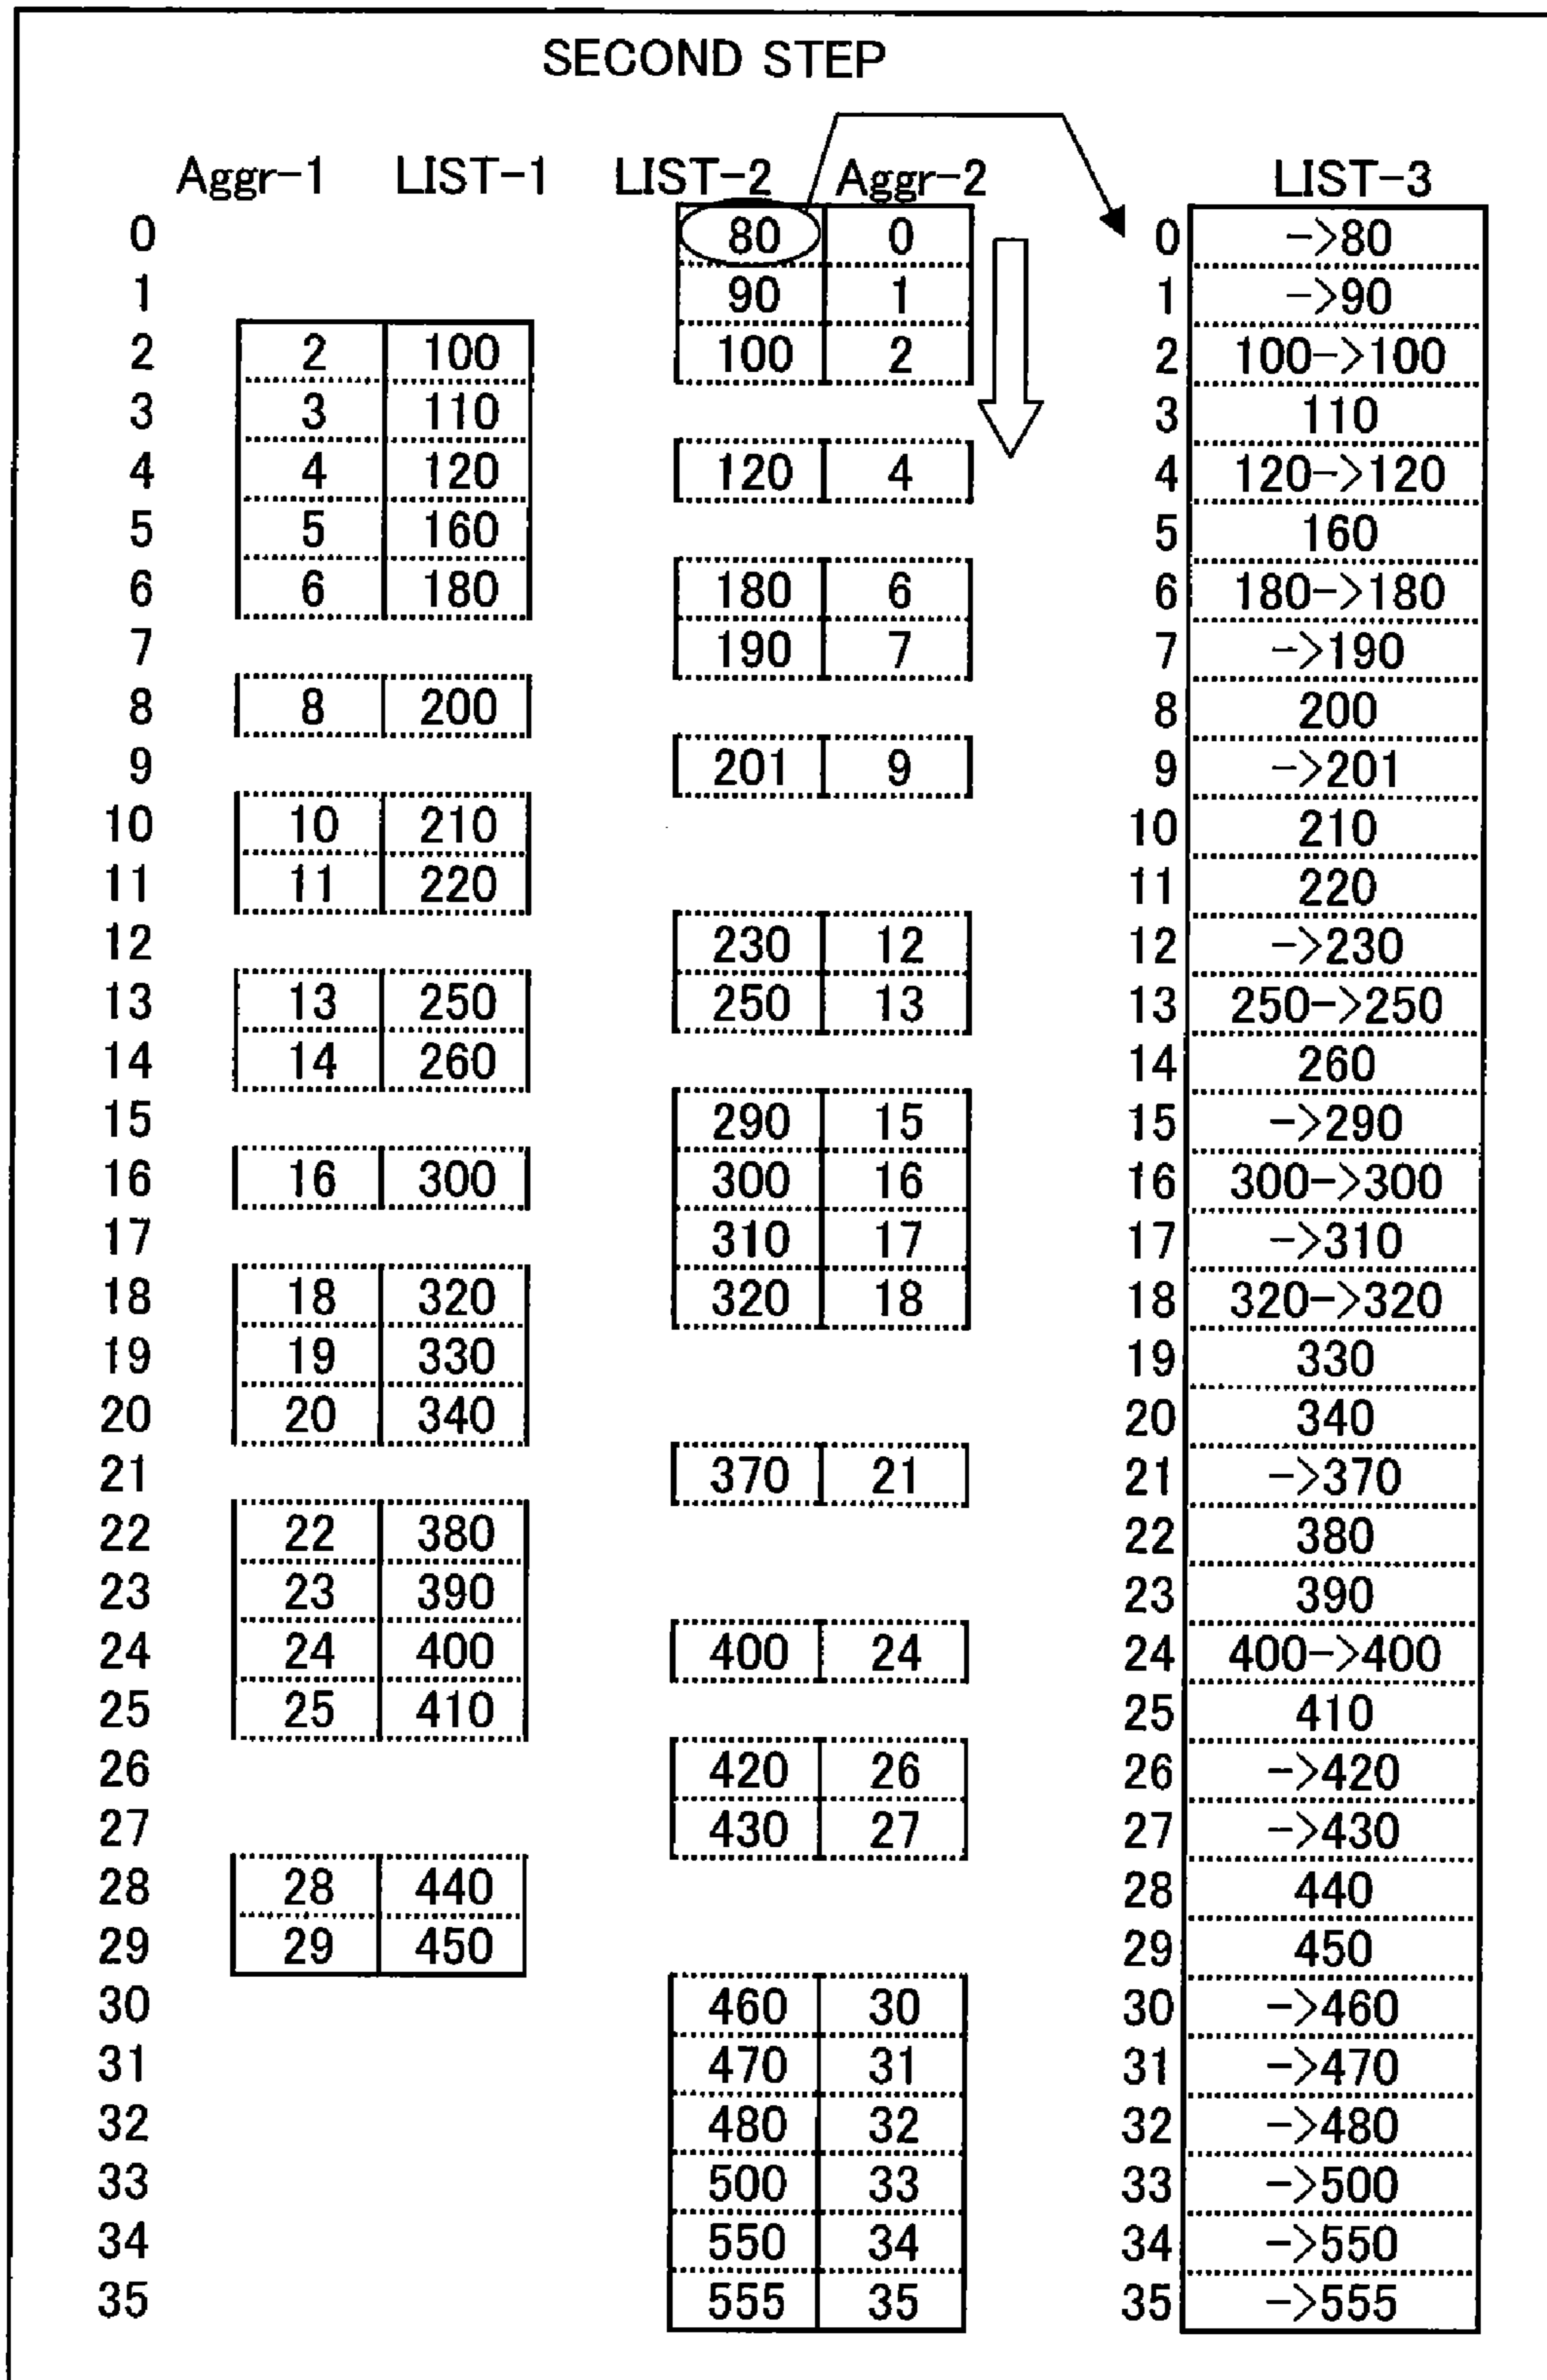 SECOND STEP
Aggr-1 LIST-1 LIST-2 Aggr-2 LIST-3
0 80 0 0 ->80
1 90 1 1 ->90
2 2 100 100 2 2 100->100
3 3 110 3 110
4 4 120 120 4 4 120->120
5 5 160 5 160
6 6 180 180 6 6 180->180
7 190 7 7 ->190
8 8 200 8 200
9 201 9 9 ->201
10 10 210 10 210
11 11 220 11 220
12 230 12 12 ->230
13 13 250 250 13 13 250->250
14 14 260 14 260
15 290 15 15 ->290
16 16 300 300 16 16 300->300
17 310 17 17 ->310
18 18 320 320 18 18 320->320
19 19 330 19 330
20 20 340 20 340
21 370 21 21 ->370
22 22 380 22 380
23 23 390 23 390
24 24 400 400 24 24 400->400
25 25 410 25 410
26 420 26 26 ->420
27 430 27 27 ->430
28 28 440 28 440
29 29 450 29 450
30 460 30 30 ->460
31 470 31 31 ->470
32 480 32 32 ->480
33 500 33 33 ->500
34 550 34 34 ->550
35 555 35 35 ->555